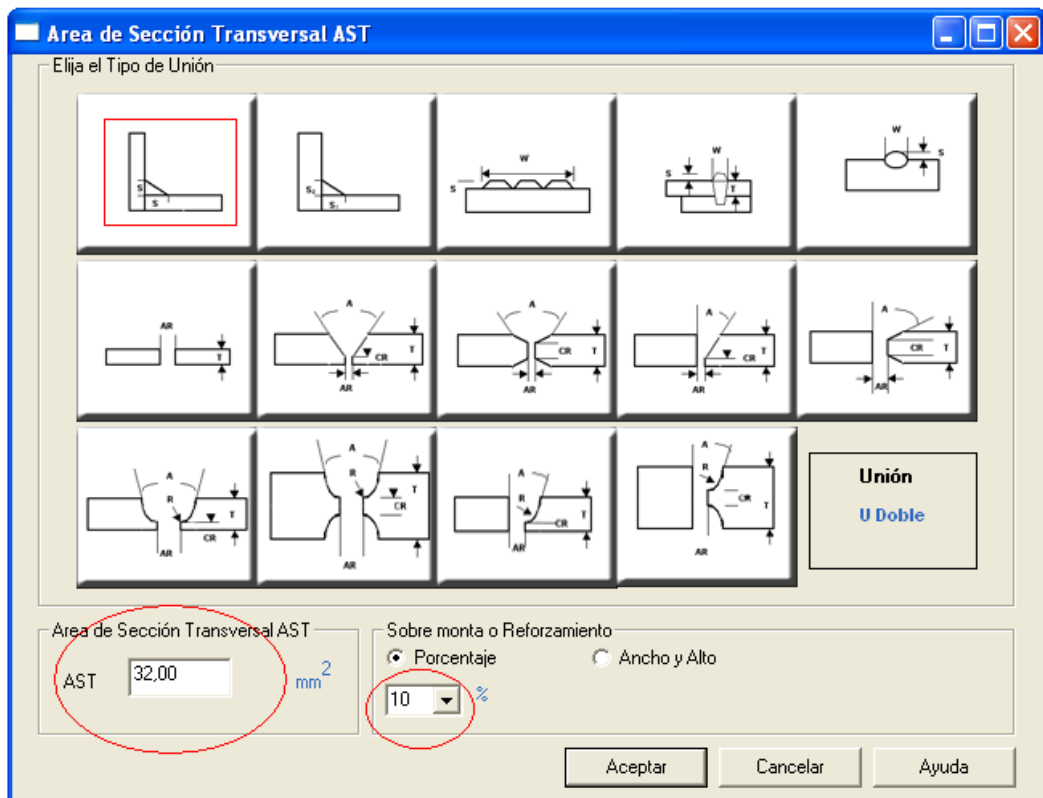 Area de Sección Transversal AST
Elija el Tipo de Unión
S
S
S₂
S₁
W
S
W
S
T
W
S
AR
T
A
T
CR
AR
A
CR
T
AR
A
CR
T
AR
A
CR
T
AR
A
R
T
CR
AR
A
R
T
CR
AR
A
R
T
CR
AR
A
R
CR
T
AR
Unión
U Doble
Area de Sección Transversal AST
AST
32,00
mm²
Sobre monta o Reforzamiento
Porcentaje
Ancho y Alto
10
%
Aceptar
Cancelar
Ayuda